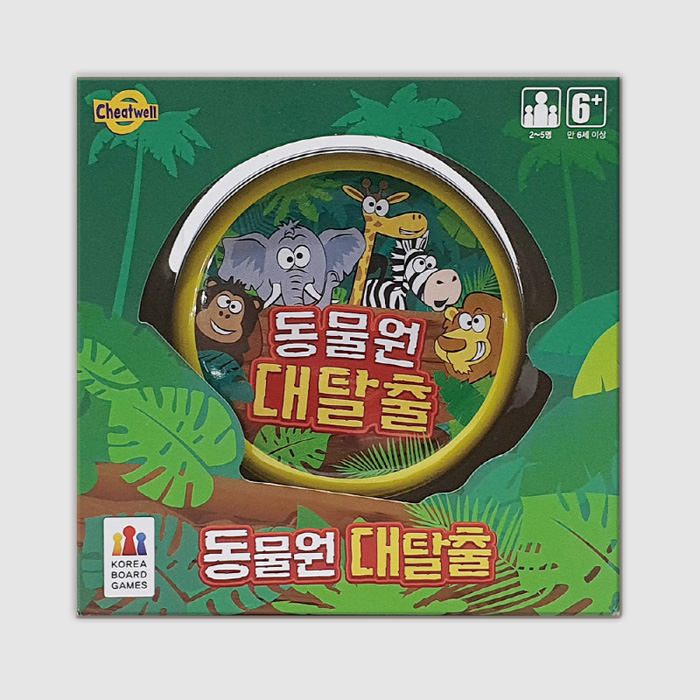 Cheatwell
6+
2~5명
만 6세 이상
동물원
대탈출
동물원 대탈출
KOREA
BOARD
GAMES